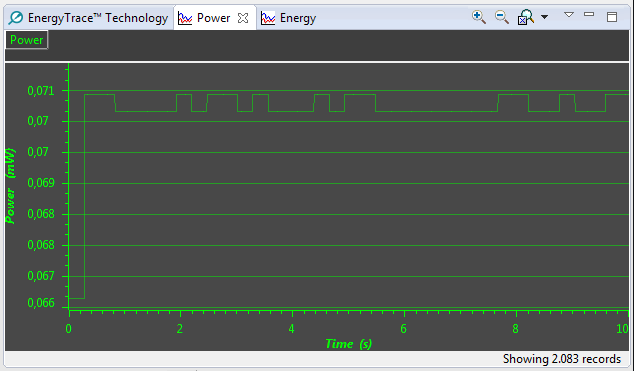 EnergyTrace™ Technology Power Energy
Power
0,071
0,07
0,07
0,069
0,068
0,068
0,067
0,066
Power (mW)
0 2 4 6 8 10
Time (s)
Showing 2.083 records